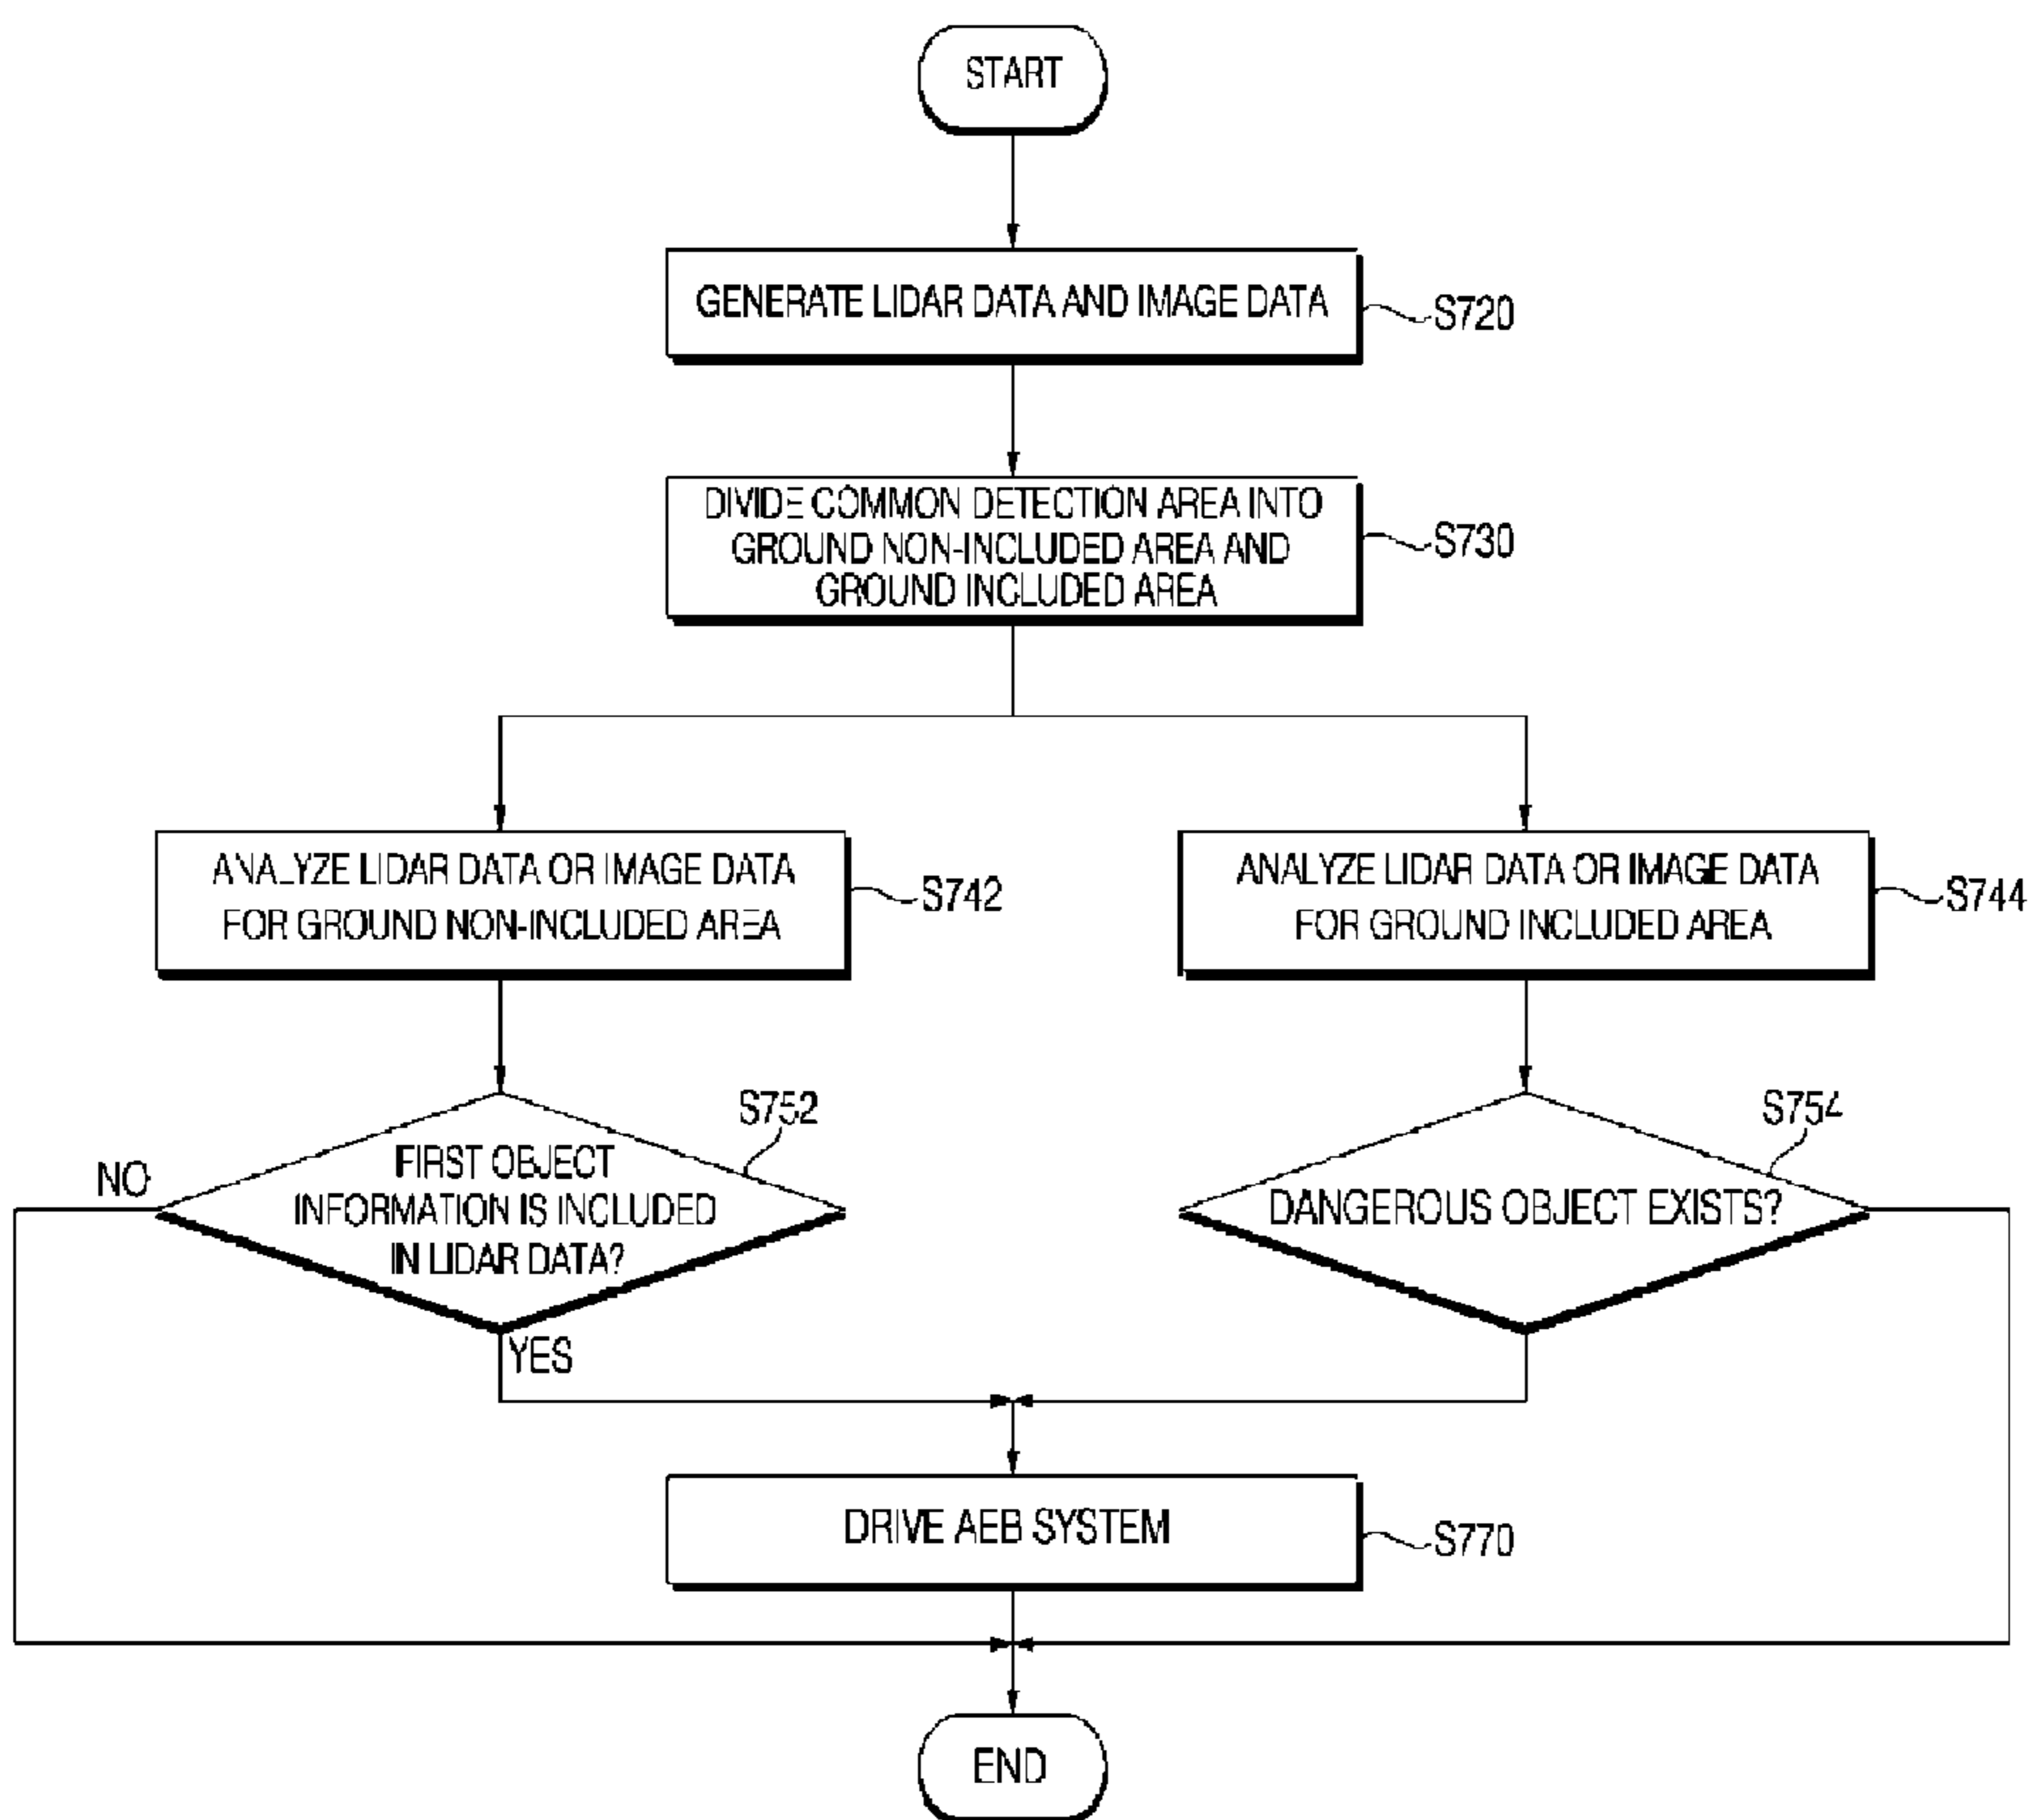 START
GENERATE LIDAR DATA AND IMAGE DATA
S720
DIVIDE COMMON DETECTION AREA INTO
GROUND NON-INCLUDED AREA AND
GROUND INCLUDED AREA
S730
ANALYZE LIDAR DATA OR IMAGE DATA
FOR GROUND NON-INCLUDED AREA
S742
ANALYZE LIDAR DATA OR IMAGE DATA
FOR GROUND INCLUDED AREA
S744
S752
NO
FIRST OBJECT
INFORMATION IS INCLUDED
IN LIDAR DATA?
YES
S754
DANGEROUS OBJECT EXISTS?
DRIVE AEB SYSTEM
S770
END